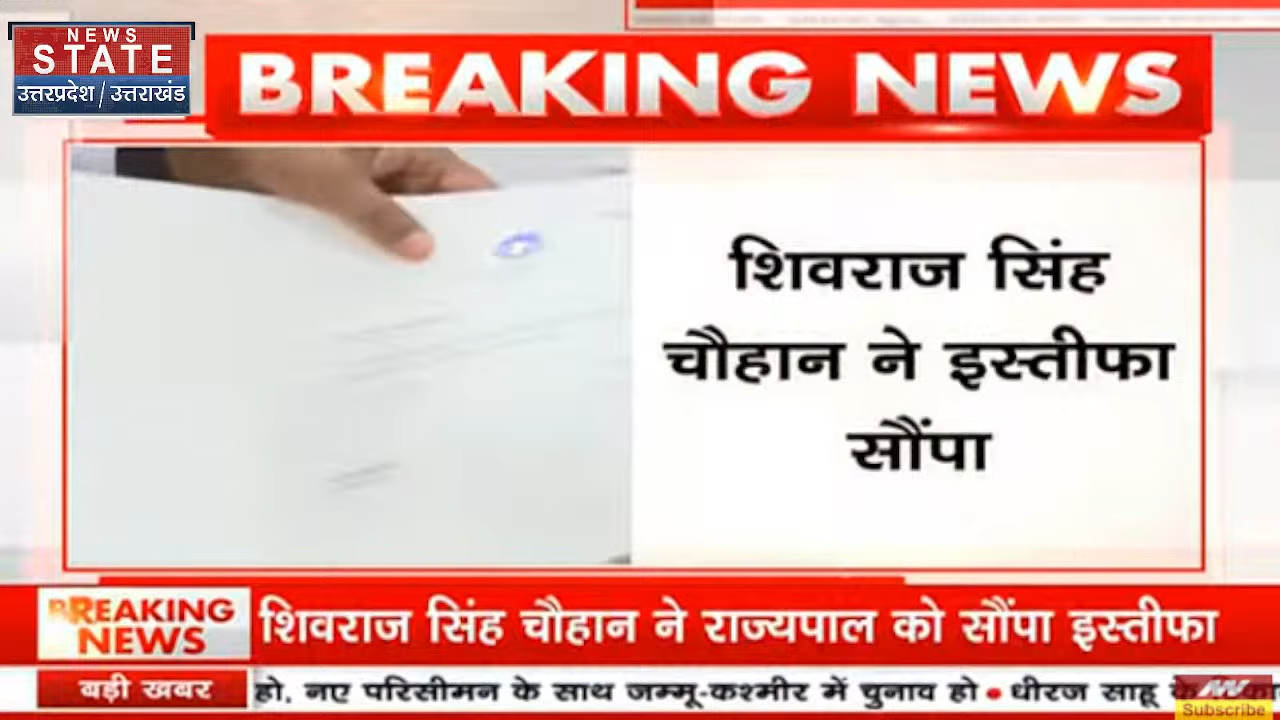 NEWS
STATE
उत्तरप्रदेश / उत्तराखंड
BREAKING NEWS
शिवराज सिंह
चौहान ने इस्तीफा
सौंपा
BREAKING
NEWS
शिवराज सिंह चौहान ने राज्यपाल को सौंपा इस्तीफा
बड़ी खबर
हो, नए परिसीमन के साथ जम्मू-कश्मीर में चुनाव हो • धीरज साहू के
Subscribe